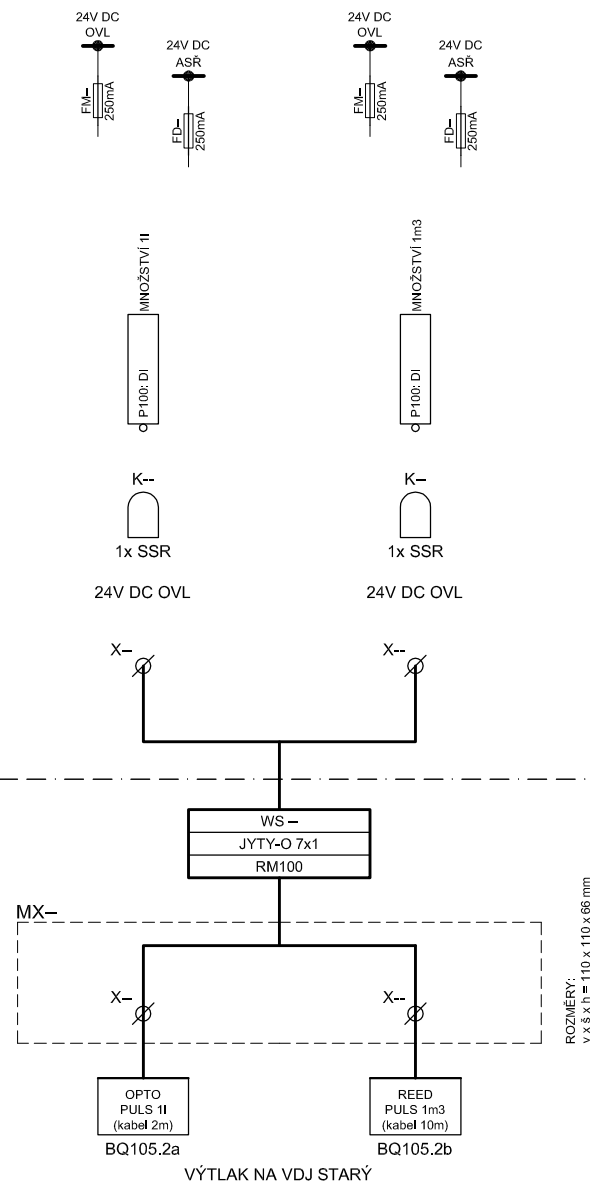 24V DC
OVL
24V DC
ASŘ
24V DC
OVL
24V DC
ASŘ
FM–
250mA
FD–
250mA
FM–
250mA
FD–
250mA
MNOŽSTVÍ 1l
MNOŽSTVÍ 1m3
P100: DI
P100: DI
K--
K–
1x SSR
1x SSR
24V DC OVL
24V DC OVL
X–
X--
WS –
JYTY-O 7x1
RM100
MX–
X–
X--
ROZMĚRY:
v x š x h = 110 x 110 x 66 mm
OPTO
PULS 1l
(kabel 2m)
REED
PULS 1m3
(kabel 10m)
BQ105.2a
BQ105.2b
VÝTLAK NA VDJ STARÝ